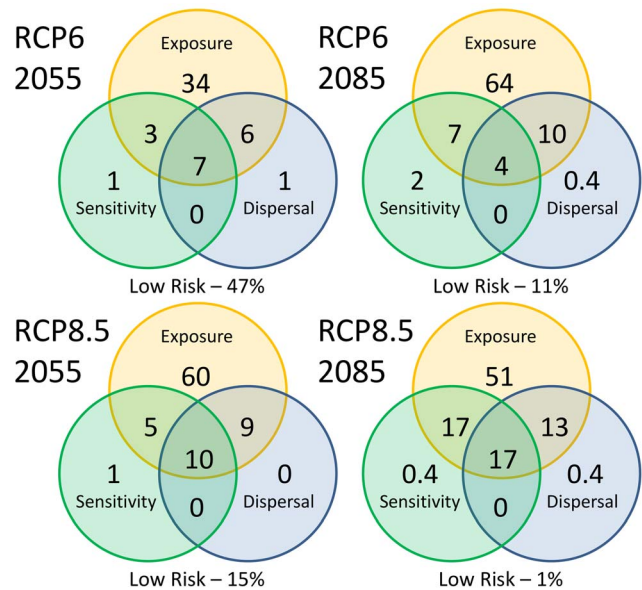 RCP6
2055
Exposure
34
3
6
7
1
1
Sensitivity
0
Dispersal
Low Risk – 47%
RCP6
2085
Exposure
64
7
10
4
2
0.4
Sensitivity
0
Dispersal
Low Risk – 11%
RCP8.5
2055
Exposure
60
5
9
10
1
0
Sensitivity
0
Dispersal
Low Risk – 15%
RCP8.5
2085
Exposure
51
17
13
17
0.4
0.4
Sensitivity
0
Dispersal
Low Risk – 1%